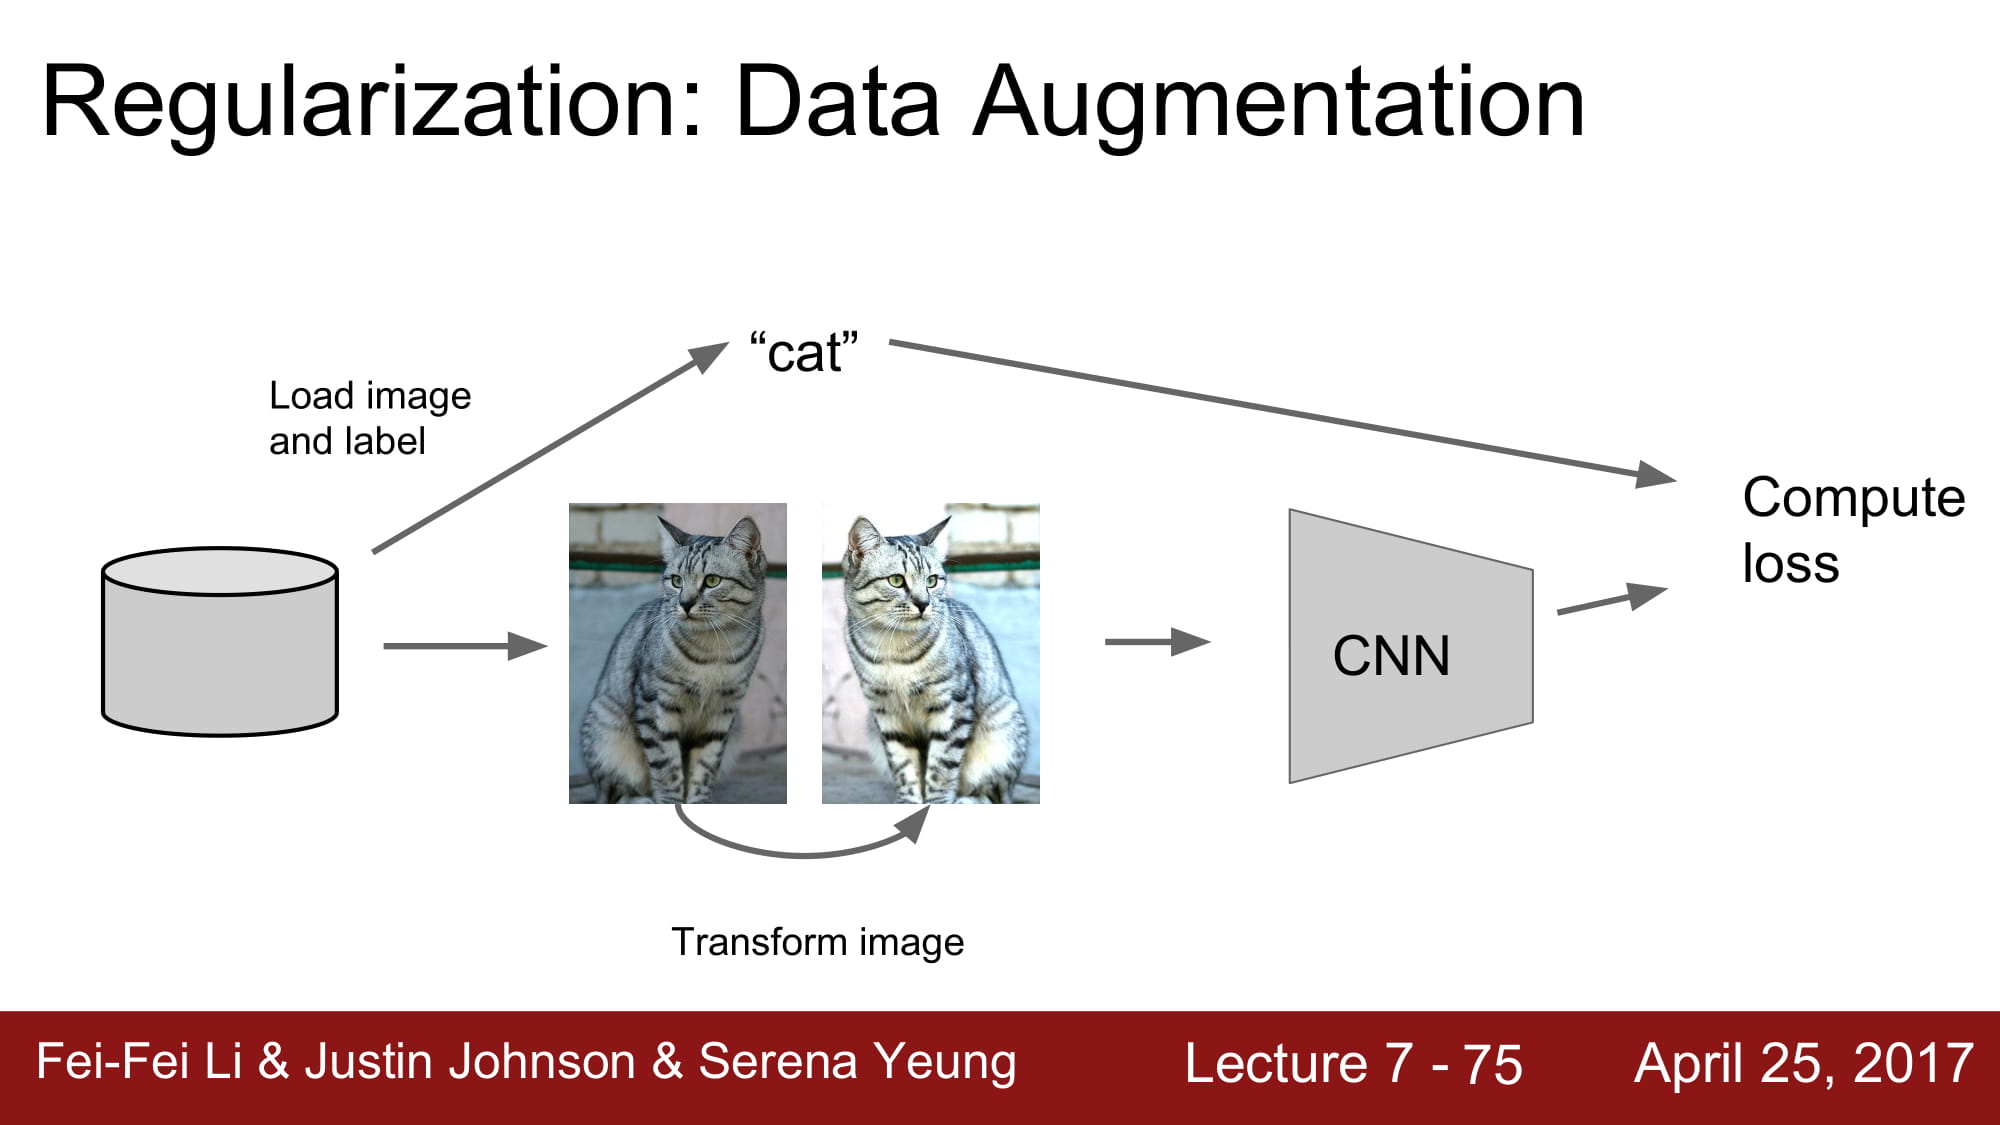 Regularization: Data Augmentation
“cat”
Load image
and label
Compute
loss
CNN
Transform image
Fei-Fei Li & Justin Johnson & Serena Yeung
Lecture 7 - 75
April 25, 2017